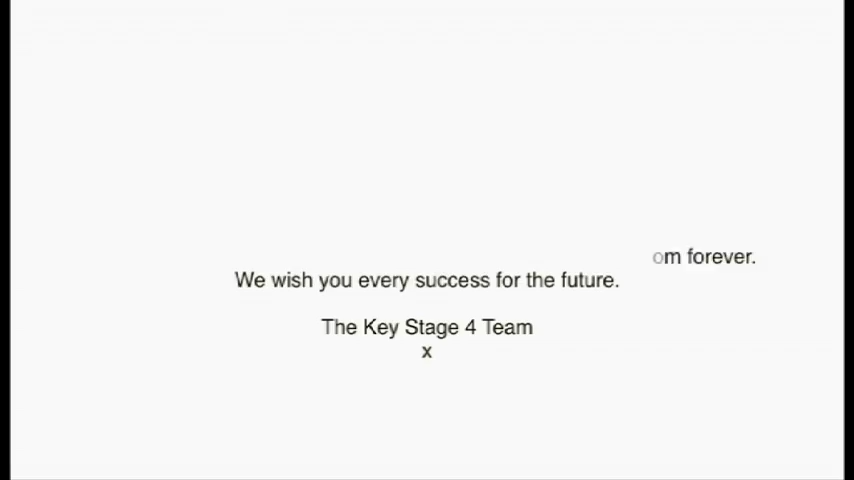 om forever.
We wish you every success for the future.
The Key Stage 4 Team
x